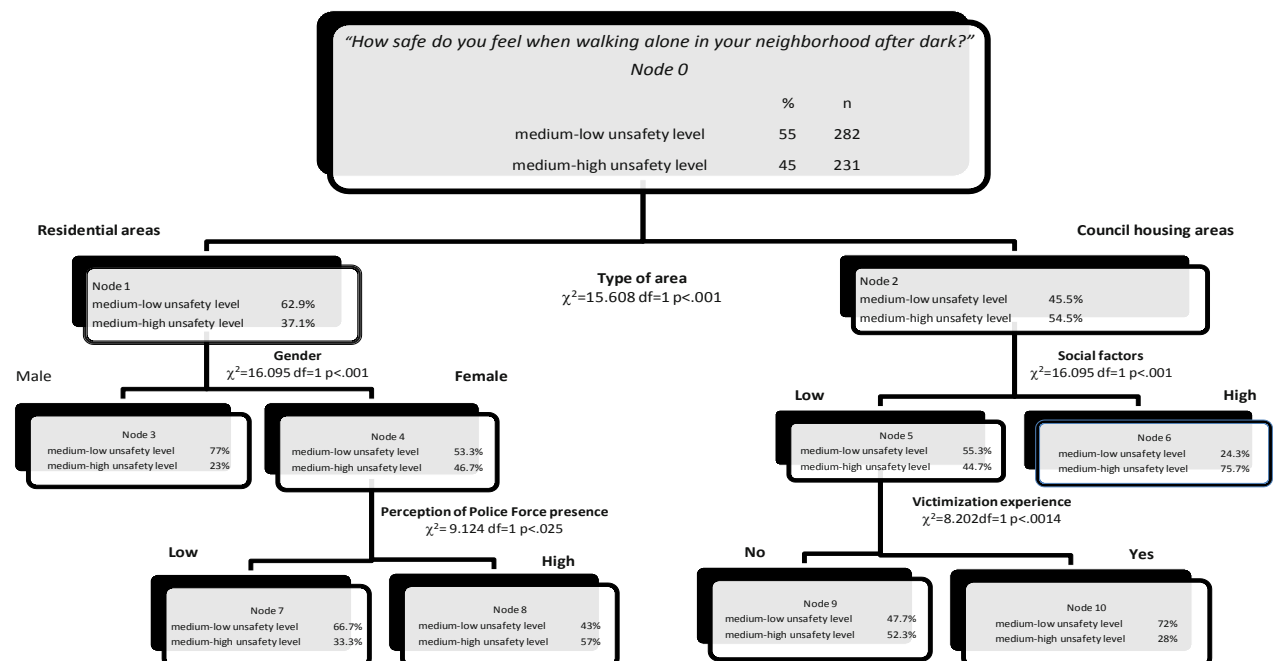 “How safe do you feel when walking alone in your neighborhood after dark?”
Node 0
% n
medium-low unsafety level 55 282
medium-high unsafety level 45 231
Residential areas
Council housing areas
Type of area
χ²=15.608 df=1 p<.001
Node 1
medium-low unsafety level 62.9%
medium-high unsafety level 37.1%
Node 2
medium-low unsafety level 45.5%
medium-high unsafety level 54.5%
Gender
χ²=16.095 df=1 p<.001
Male
Female
Social factors
χ²=16.095 df=1 p<.001
Low
High
Node 3
medium-low unsafety level 77%
medium-high unsafety level 23%
Node 4
medium-low unsafety level 53.3%
medium-high unsafety level 46.7%
Node 5
medium-low unsafety level 55.3%
medium-high unsafety level 44.7%
Node 6
medium-low unsafety level 24.3%
medium-high unsafety level 75.7%
Perception of Police Force presence
χ²= 9.124 df=1 p<.025
Low
High
Victimization experience
χ²=8.202df=1 p<.0014
No
Yes
Node 7
medium-low unsafety level 66.7%
medium-high unsafety level 33.3%
Node 8
medium-low unsafety level 43%
medium-high unsafety level 57%
Node 9
medium-low unsafety level 47.7%
medium-high unsafety level 52.3%
Node 10
medium-low unsafety level 72%
medium-high unsafety level 28%